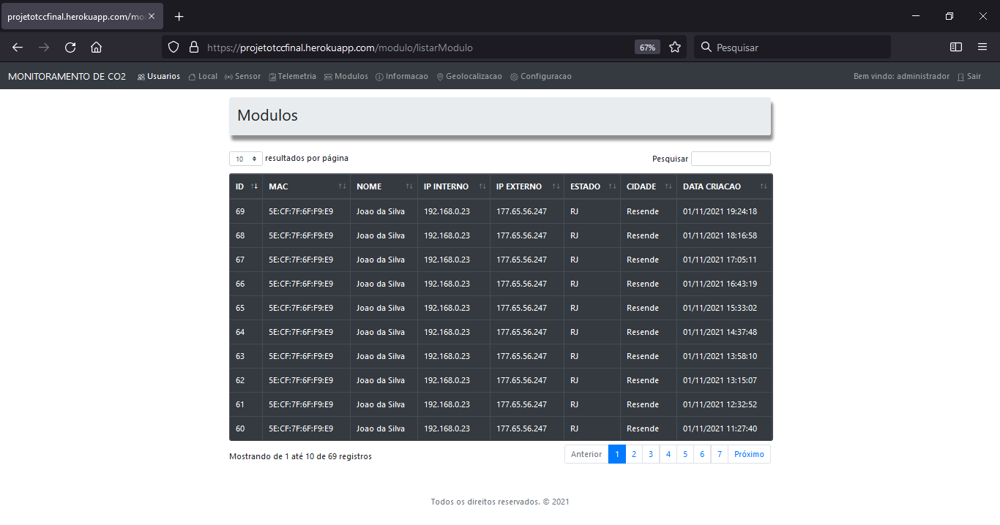 projetotccfinal.herokuapp.com/mo
https://projetotccfinal.herokuapp.com/modulo/listarModulo 67% Pesquisar
MONITORAMENTO DE CO2 Usuarios Local Sensor Telemetria Modulos Informacao Geolocalizacao Configuracao Bem vindo: administrador Sair
Modulos
10 resultados por página Pesquisar
ID MAC NOME IP INTERNO IP EXTERNO ESTADO CIDADE DATA CRIACAO
69 5E:CF:7F:6F:F9:E9 Joao da Silva 192.168.0.23 177.65.56.247 RJ Resende 01/11/2021 19:24:18
68 5E:CF:7F:6F:F9:E9 Joao da Silva 192.168.0.23 177.65.56.247 RJ Resende 01/11/2021 18:16:58
67 5E:CF:7F:6F:F9:E9 Joao da Silva 192.168.0.23 177.65.56.247 RJ Resende 01/11/2021 17:05:11
66 5E:CF:7F:6F:F9:E9 Joao da Silva 192.168.0.23 177.65.56.247 RJ Resende 01/11/2021 16:43:19
65 5E:CF:7F:6F:F9:E9 Joao da Silva 192.168.0.23 177.65.56.247 RJ Resende 01/11/2021 15:33:02
64 5E:CF:7F:6F:F9:E9 Joao da Silva 192.168.0.23 177.65.56.247 RJ Resende 01/11/2021 14:37:48
63 5E:CF:7F:6F:F9:E9 Joao da Silva 192.168.0.23 177.65.56.247 RJ Resende 01/11/2021 13:58:10
62 5E:CF:7F:6F:F9:E9 Joao da Silva 192.168.0.23 177.65.56.247 RJ Resende 01/11/2021 13:15:07
61 5E:CF:7F:6F:F9:E9 Joao da Silva 192.168.0.23 177.65.56.247 RJ Resende 01/11/2021 12:32:52
60 5E:CF:7F:6F:F9:E9 Joao da Silva 192.168.0.23 177.65.56.247 RJ Resende 01/11/2021 11:27:40
Mostrando de 1 até 10 de 69 registros Anterior 1 2 3 4 5 6 7 Próximo
Todos os direitos reservados. © 2021